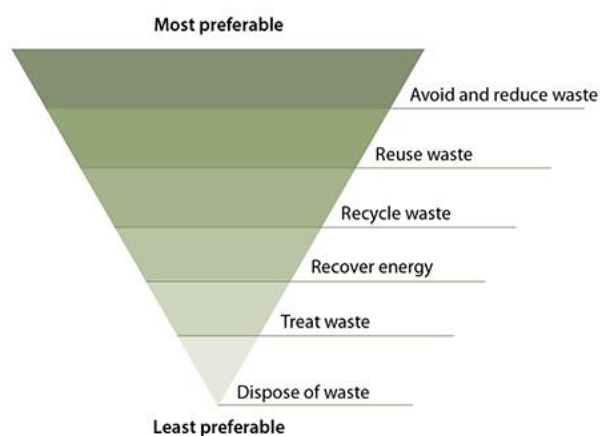 Most preferable
Avoid and reduce waste
Reuse waste
Recycle waste
Recover energy
Treat waste
Dispose of waste
Least preferable